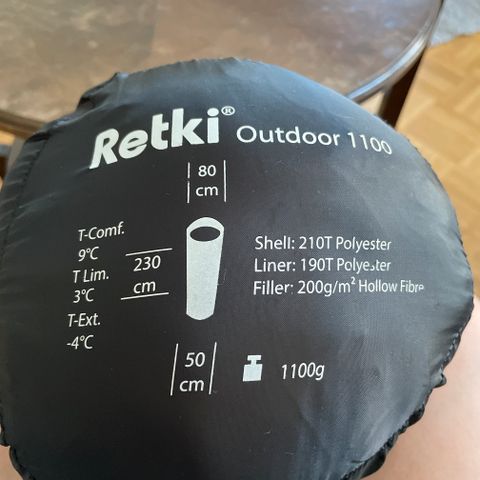 Retki® Outdoor 1100
80
cm
T-Comf.
9°C
T Lim.
3°C
T-Ext.
-4°C
230
cm
Shell: 210T Polyester
Liner: 190T Polyester
Filler: 200g/m² Hollow Fibre
50
cm
1100g